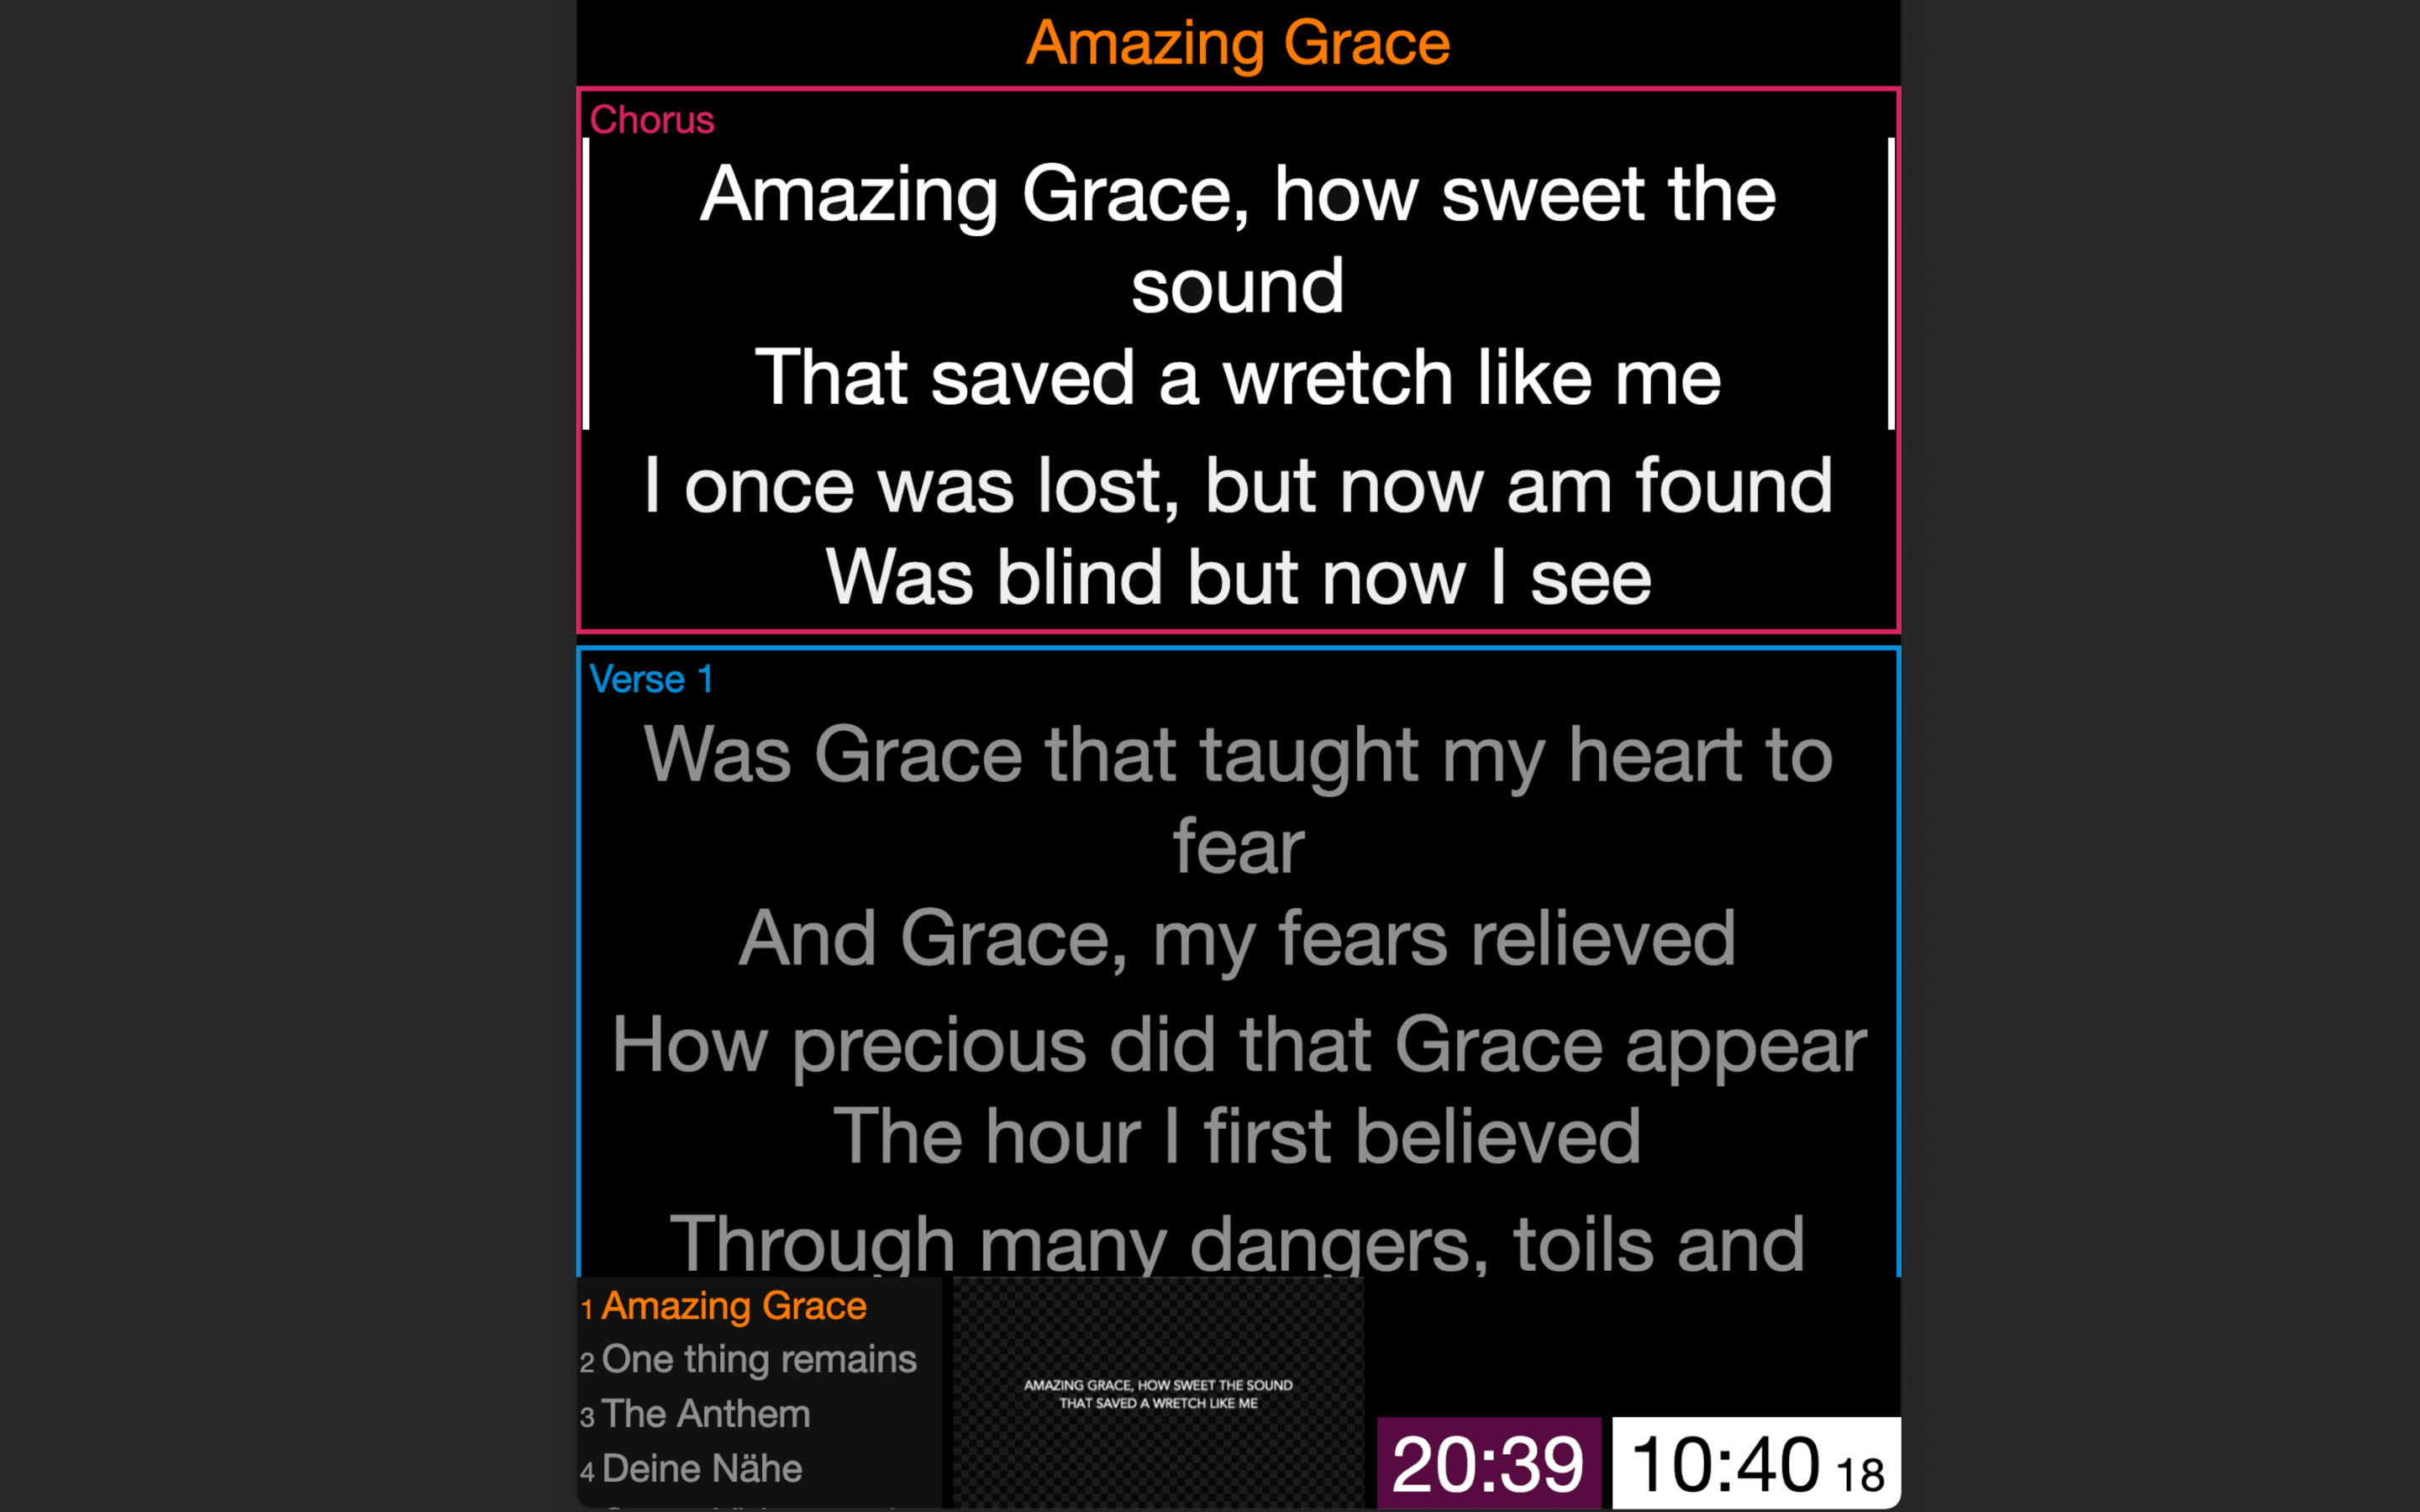 Amazing Grace
Chorus
Amazing Grace, how sweet the
sound
That saved a wretch like me
I once was lost, but now am found
Was blind but now I see
Verse 1
Was Grace that taught my heart to
fear
And Grace, my fears relieved
How precious did that Grace appear
The hour I first believed
Through many dangers, toils and
1 Amazing Grace
2 One thing remains
3 The Anthem
4 Deine Nähe
AMAZING GRACE, HOW SWEET THE SOUND
THAT SAVED A WRETCH LIKE ME
20:39
10:40 18